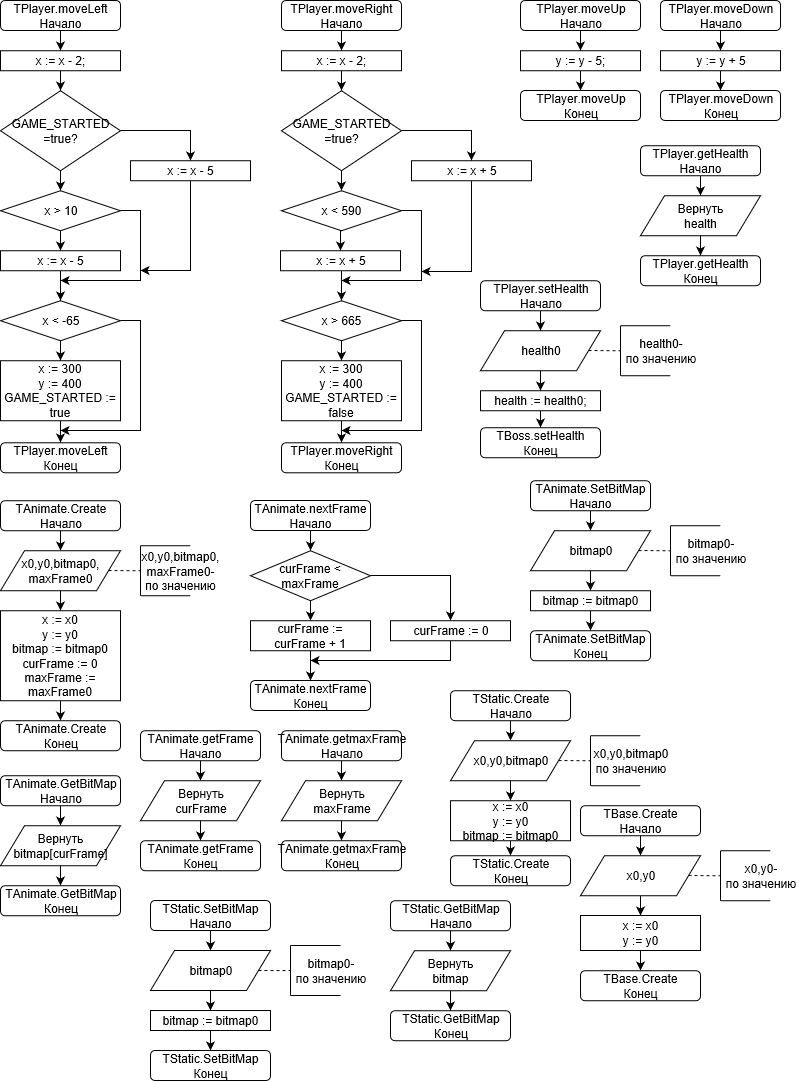 TPlayer.moveLeft
Начало
x := x - 2;
GAME_STARTED
=true?
x := x - 5
x > 10
x := x - 5
x < -65
x := 300
y := 400
GAME_STARTED :=
true
TPlayer.moveLeft
Конец
TPlayer.moveRight
Начало
x := x - 2;
GAME_STARTED
=true?
x := x + 5
x < 590
x := x + 5
x > 665
x := 300
y := 400
GAME_STARTED :=
false
TPlayer.moveRight
Конец
TPlayer.moveUp
Начало
y := y - 5;
TPlayer.moveUp
Конец
TPlayer.moveDown
Начало
y := y + 5
TPlayer.moveDown
Конец
TPlayer.getHealth
Начало
Вернуть
health
TPlayer.getHealth
Конец
TPlayer.setHealth
Начало
health0
health0-
по значению
health := health0;
TBoss.setHealth
Конец
TAnimate.Create
Начало
x0,y0,bitmap0,
maxFrame0
x0,y0,bitmap0,
maxFrame0-
по значению
x := x0
y := y0
bitmap := bitmap0
curFrame := 0
maxFrame :=
maxFrame0
TAnimate.Create
Конец
TAnimate.nextFrame
Начало
curFrame <
maxFrame
curFrame :=
curFrame + 1
curFrame := 0
TAnimate.nextFrame
Конец
TAnimate.SetBitMap
Начало
bitmap0
bitmap0-
по значению
bitmap := bitmap0
TAnimate.SetBitMap
Конец
TAnimate.GetBitMap
Начало
Вернуть
bitmap[curFrame]
TAnimate.GetBitMap
Конец
TAnimate.getFrame
Начало
Вернуть
curFrame
TAnimate.getFrame
Конец
TAnimate.getmaxFrame
Начало
Вернуть
maxFrame
TAnimate.getmaxFrame
Конец
TStatic.Create
Начало
x0,y0,bitmap0
x0,y0,bitmap0
по значению
x := x0
y := y0
bitmap := bitmap0
TStatic.Create
Конец
TBase.Create
Начало
x0,y0
x0,y0-
по значению
x := x0
y := y0
TBase.Create
Конец
TStatic.SetBitMap
Начало
bitmap0
bitmap0-
по значению
bitmap := bitmap0
TStatic.SetBitMap
Конец
TStatic.GetBitMap
Начало
Вернуть
bitmap
TStatic.GetBitMap
Конец